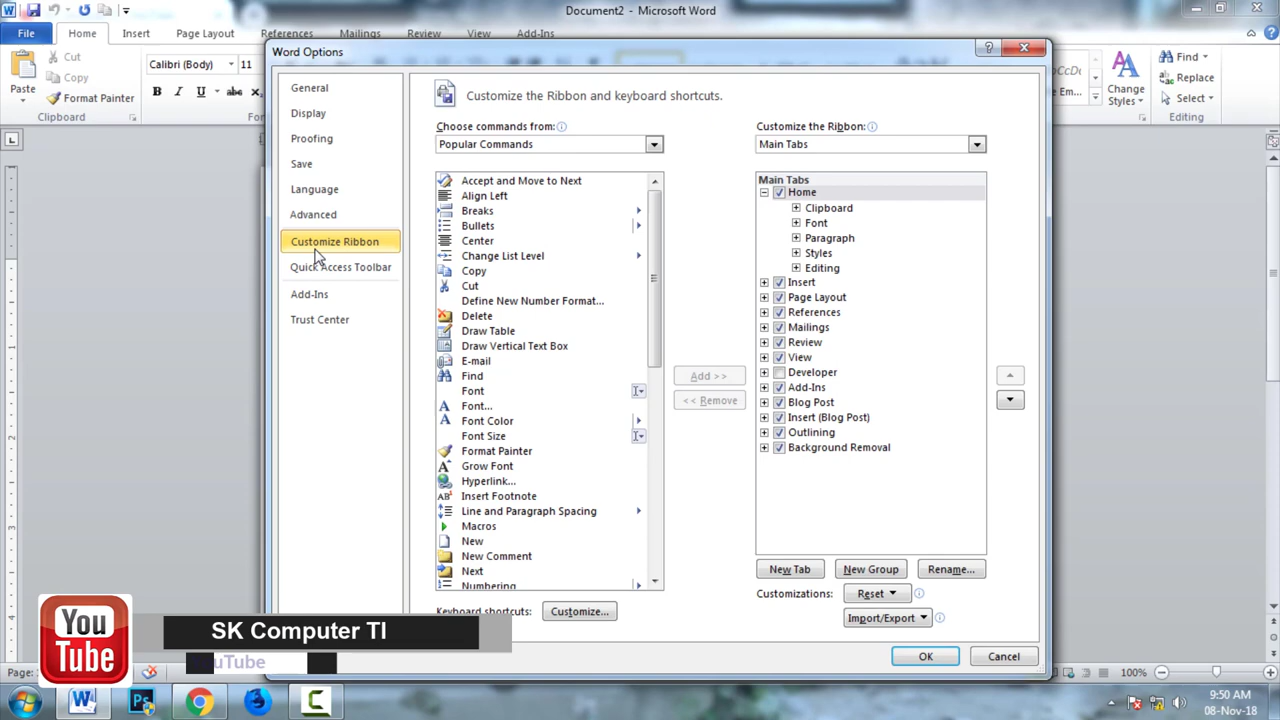 Document2 - Microsoft Word
File
Home
Insert
Page Layout
References
Mailings
Review
View
Add-Ins
Paste
Cut
Copy
Format Painter
Clipboard
Calibri (Body)
11
B I U abc
Change
Styles
Find
Replace
Select
Editing
Word Options
General
Display
Proofing
Save
Language
Advanced
Customize Ribbon
Quick Access Toolbar
Add-Ins
Trust Center
Customize the Ribbon and keyboard shortcuts.
Choose commands from:
Popular Commands
Accept and Move to Next
Align Left
Breaks
Bullets
Center
Change List Level
Copy
Cut
Define New Number Format...
Delete
Draw Table
Draw Vertical Text Box
E-mail
Find
Font
Font...
Font Color
Font Size
Format Painter
Grow Font
Hyperlink...
Insert Footnote
Line and Paragraph Spacing
Macros
New
New Comment
Next
Numbering
Keyboard shortcuts:
Customize...
Add >>
<< Remove
Customize the Ribbon:
Main Tabs
Main Tabs
Home
Clipboard
Font
Paragraph
Styles
Editing
Insert
Page Layout
References
Mailings
Review
View
Developer
Add-Ins
Blog Post
Insert (Blog Post)
Outlining
Background Removal
New Tab
New Group
Rename...
Customizations:
Reset
Import/Export
OK
Cancel
You
Tube
SK Computer TI
YouTube
Page:
100%
9:50 AM
08-Nov-18